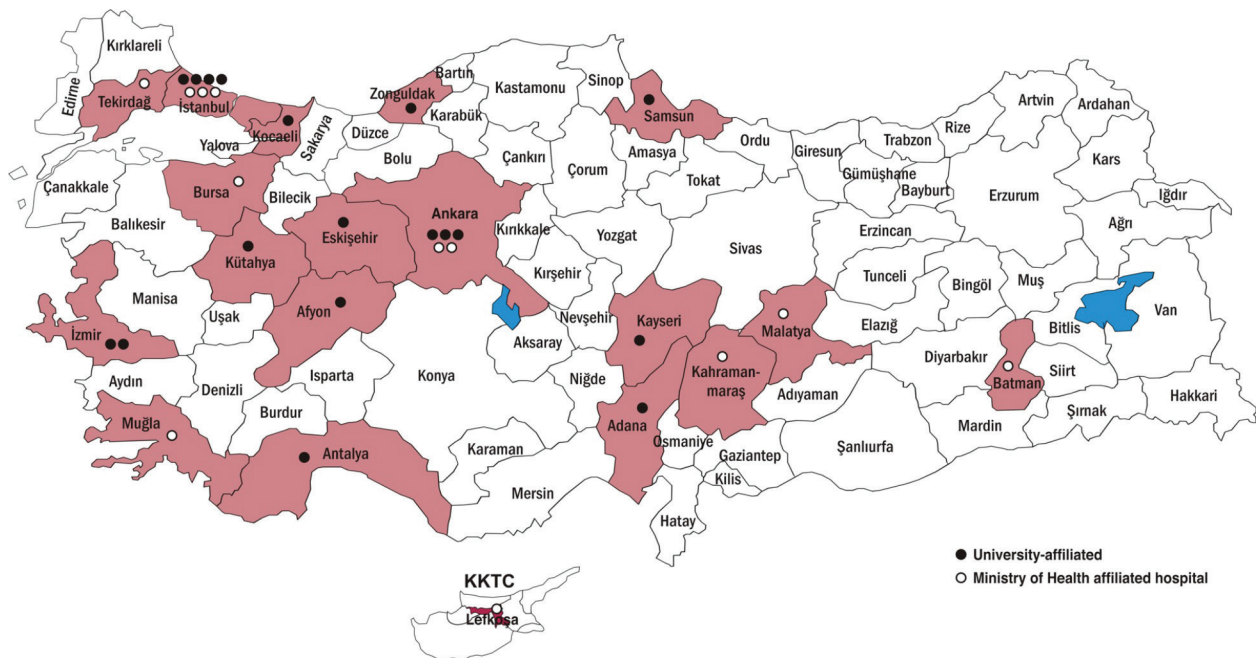 Kırklareli
Edirne
Tekirdağ
İstanbul
Kocaeli
Yalova
Sakarya
Düzce
Zonguldak
Bartın
Karabük
Kastamonu
Sinop
Samsun
Bolu
Çankırı
Çorum
Amasya
Tokat
Ordu
Giresun
Trabzon
Gümüşhane
Bayburt
Rize
Artvin
Ardahan
Kars
Iğdır
Ağrı
Erzurum
Erzincan
Çanakkale
Balıkesir
Bursa
Bilecik
Eskişehir
Kütahya
Ankara
Kırıkkale
Kırşehir
Yozgat
Sivas
Tunceli
Bingöl
Muş
Bitlis
Van
Manisa
Uşak
Afyon
İzmir
Aydın
Denizli
Isparta
Burdur
Muğla
Antalya
Konya
Aksaray
Nevşehir
Niğde
Kayseri
Malatya
Elazığ
Diyarbakır
Batman
Siirt
Şırnak
Hakkari
Mardin
Kahraman-
maraş
Adıyaman
Şanlıurfa
Adana
Osmaniye
Gaziantep
Kilis
Hatay
Karaman
Mersin
University-affiliated
Ministry of Health affiliated hospital
KKTC
Lefkoşa